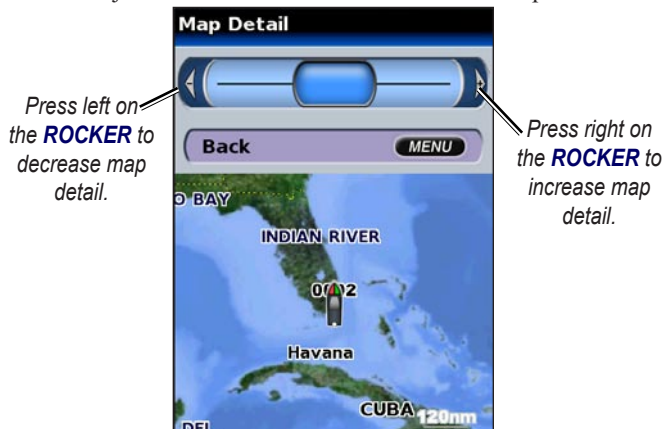 Map Detail
-
+
Press left on
the ROCKER to
decrease map
detail.
Back
MENU
Press right on
the ROCKER to
increase map
detail.
O BAY
INDIAN RIVER
0002
Havana
CUBA
120nm